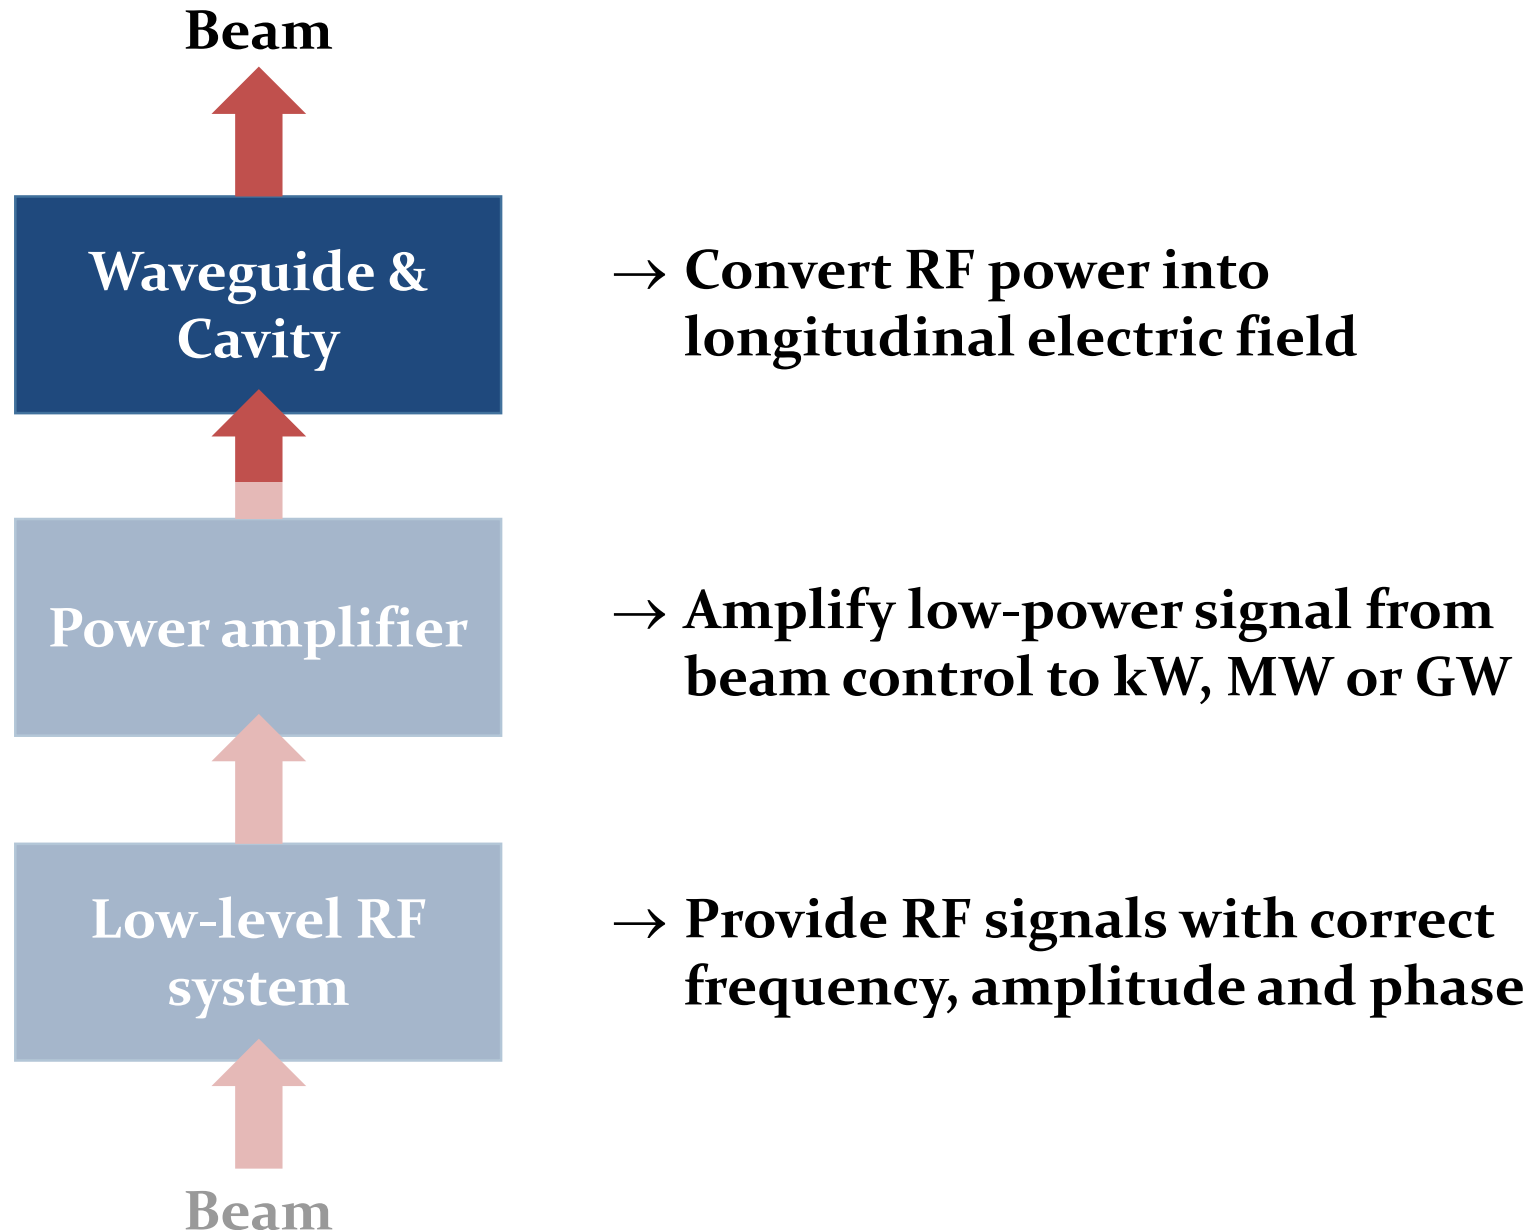 Beam
Waveguide &
Cavity
→ Convert RF power into
longitudinal electric field
Power amplifier
→ Amplify low-power signal from
beam control to kW, MW or GW
Low-level RF
system
→ Provide RF signals with correct
frequency, amplitude and phase
Beam